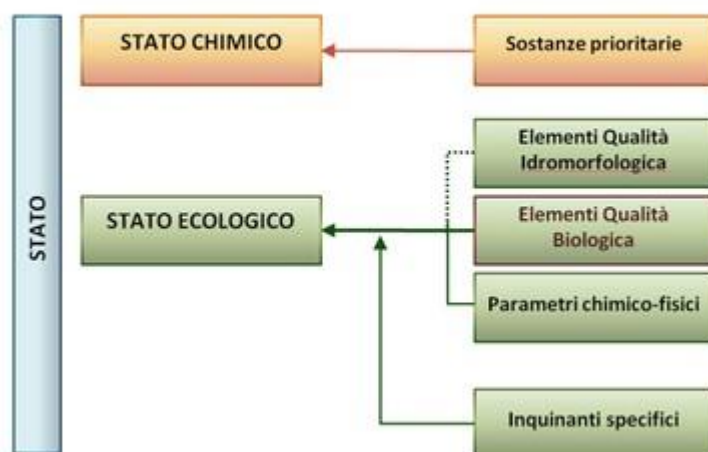 STATO
STATO CHIMICO
Sostanze prioritarie
STATO ECOLOGICO
Elementi Qualità
Idromorfologica
Elementi Qualità
Biologica
Parametri chimico-fisici
Inquinanti specifici